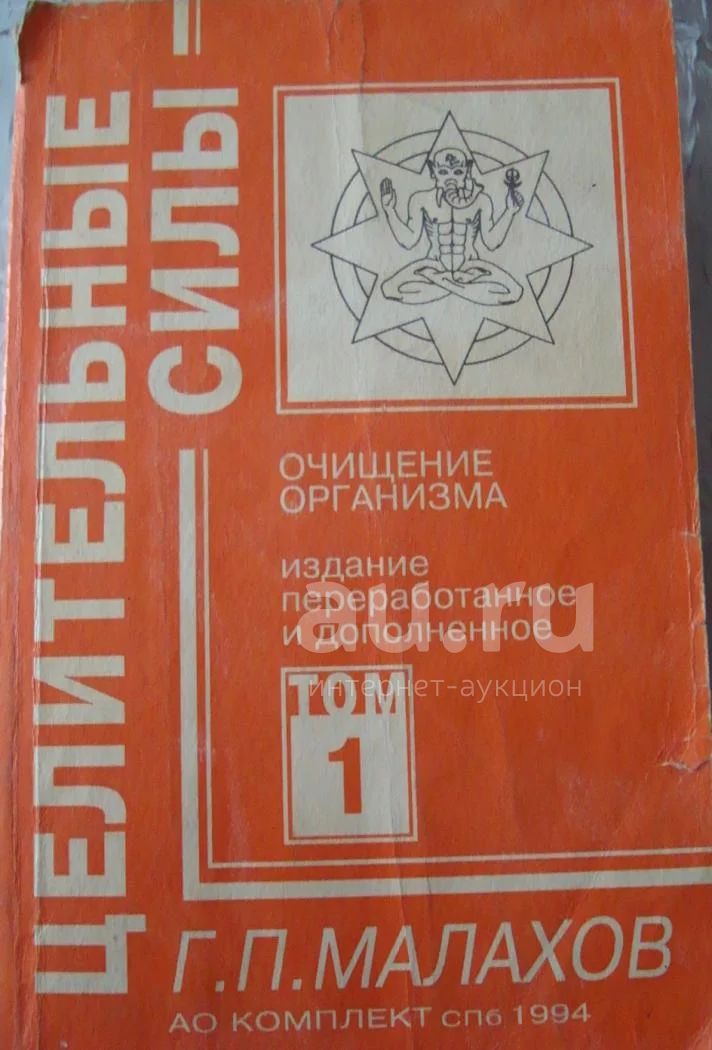 ЦЕЛИТЕЛЬНЫЕ
СИЛЫ
ОЧИЩЕНИЕ
ОРГАНИЗМА
издание
переработанное
и дополненное
au.ru
интернет-аукцион
ТОМ
1
Г.П.МАЛАХОВ
АО КОМПЛЕКТ спб 1994